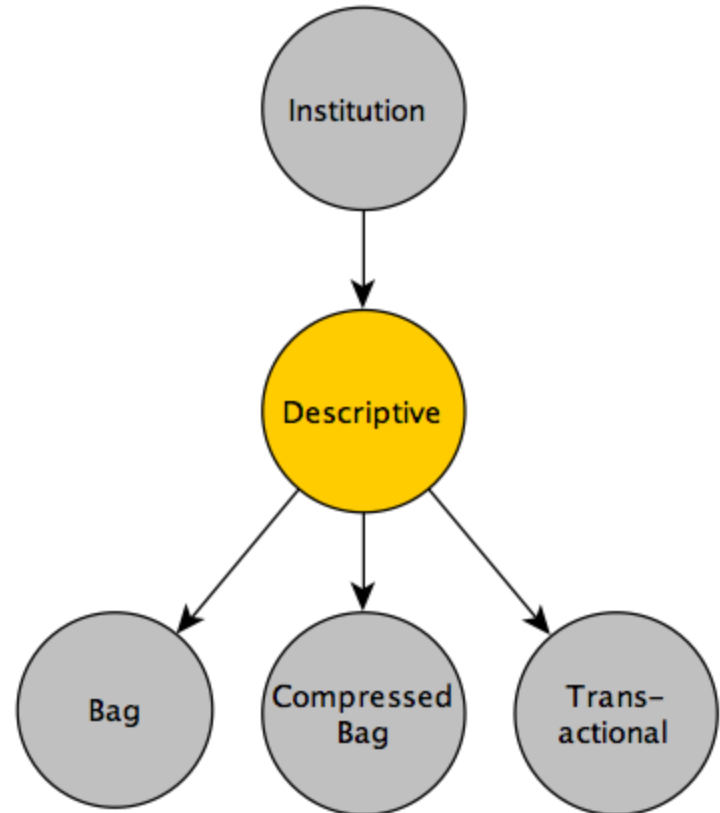 Institution
Descriptive
Bag
Compressed
Bag
Trans-
actional